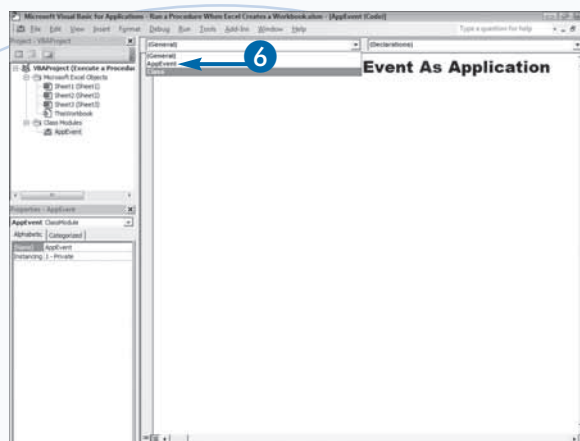 Microsoft Visual Basic for Applications - Run a Procedure When Excel Creates a Workbook.xlsm - [AppEvent (Code)]
File Edit View Insert Format Debug Run Tools Add-Ins Window Help
Type a question for help
Project - VBAProject
(General)
(Declarations)
(General)
AppEvent
Class
6
Event As Application
VBAProject (Execute a Procedur
Microsoft Excel Objects
Sheet1 (Sheet1)
Sheet2 (Sheet2)
Sheet3 (Sheet3)
ThisWorkbook
Class Modules
AppEvent
Properties - AppEvent
AppEvent ClassModule
Alphabetic Categorized
(Name) AppEvent
Instancing 1 - Private